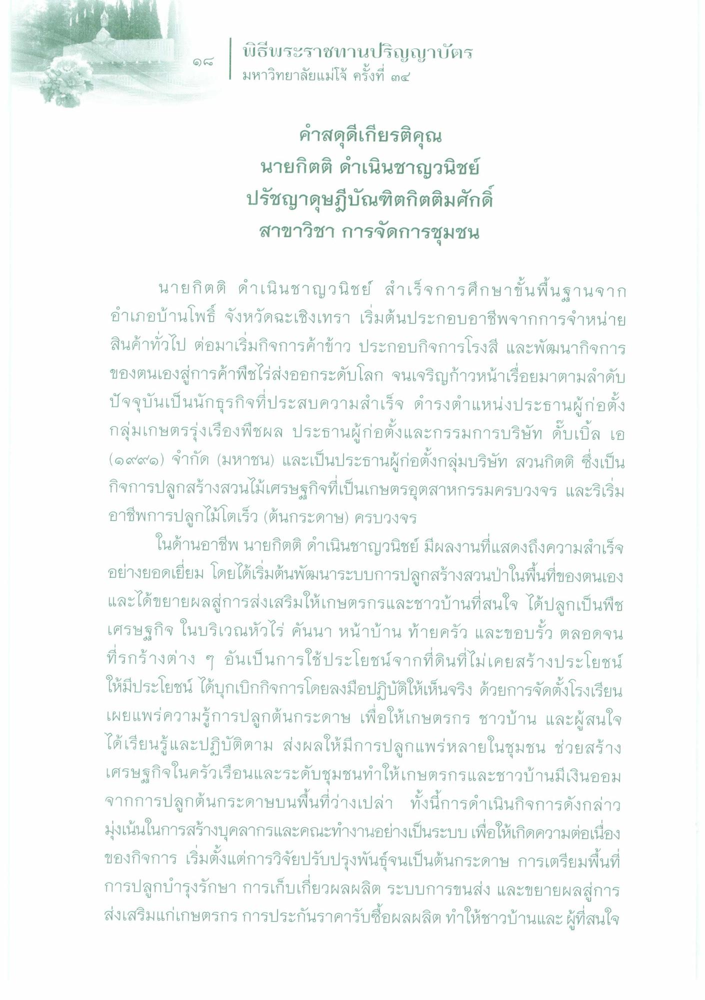 ๑๘
พิธีพระราชทานปริญญาบัตร
มหาวิทยาลัยแม่โจ้ ครั้งที่ ๓๔
คำสดุดีเกียรติคุณ
นายกิตติ ดำเนินชาญวนิชย์
ปรัชญาดุษฎีบัณฑิตกิตติมศักดิ์
สาขาวิชา การจัดการชุมชน
นายกิตติ ดำเนินชาญวนิชย์ สำเร็จการศึกษาขั้นพื้นฐานจาก
อำเภอบ้านโพธิ์ จังหวัดฉะเชิงเทรา เริ่มต้นประกอบอาชีพจากการจำหน่าย
สินค้าทั่วไป ต่อมาเริ่มกิจการค้าข้าว ประกอบกิจการโรงสี และพัฒนากิจการ
ของตนเองสู่การค้าพืชไร่ส่งออกระดับโลก จนเจริญก้าวหน้าเรื่อยมาตามลำดับ
ปัจจุบันเป็นนักธุรกิจที่ประสบความสำเร็จ ดำรงตำแหน่งประธานผู้ก่อตั้ง
กลุ่มเกษตรรุ่งเรืองพืชผล ประธานผู้ก่อตั้งและกรรมการบริษัท ดั๊บเบิ้ล เอ
(๑๙๙๑) จำกัด (มหาชน) และเป็นประธานผู้ก่อตั้งกลุ่มบริษัท สวนกิตติ ซึ่งเป็น
กิจการปลูกสร้างสวนไม้เศรษฐกิจที่เป็นเกษตรอุตสาหกรรมครบวงจร และริเริ่ม
อาชีพการปลูกไม้โตเร็ว (ต้นกระดาษ) ครบวงจร
ในด้านอาชีพ นายกิตติ ดำเนินชาญวนิชย์ มีผลงานที่แสดงถึงความสำเร็จ
อย่างยอดเยี่ยม โดยได้เริ่มต้นพัฒนาระบบการปลูกสร้างสวนป่าในพื้นที่ของตนเอง
และได้ขยายผลสู่การส่งเสริมให้เกษตรกรและชาวบ้านที่สนใจ ได้ปลูกเป็นพืช
เศรษฐกิจ ในบริเวณหัวไร่ คันนา หน้าบ้าน ท้ายครัว และขอบรั้ว ตลอดจน
ที่รกร้างต่าง ๆ อันเป็นการใช้ประโยชน์จากที่ดินที่ไม่เคยสร้างประโยชน์
ให้มีประโยชน์ ได้บุกเบิกกิจการโดยลงมือปฏิบัติให้เห็นจริง ด้วยการจัดตั้งโรงเรียน
เผยแพร่ความรู้การปลูกต้นกระดาษ เพื่อให้เกษตรกร ชาวบ้าน และผู้สนใจ
ได้เรียนรู้และปฏิบัติตาม ส่งผลให้มีการปลูกแพร่หลายในชุมชน ช่วยสร้าง
เศรษฐกิจในครัวเรือนและระดับชุมชนทำให้เกษตรกรและชาวบ้านมีเงินออม
จากการปลูกต้นกระดาษบนพื้นที่ว่างเปล่า ทั้งนี้การดำเนินกิจการดังกล่าว
มุ่งเน้นในการสร้างบุคลากรและคณะทำงานอย่างเป็นระบบ เพื่อให้เกิดความต่อเนื่อง
ของกิจการ เริ่มตั้งแต่การวิจัยปรับปรุงพันธุ์จนเป็นต้นกระดาษ การเตรียมพื้นที่
การปลูกบำรุงรักษา การเก็บเกี่ยวผลผลิต ระบบการขนส่ง และขยายผลสู่การ
ส่งเสริมแก่เกษตรกร การประกันราคารับซื้อผลผลิต ทำให้ชาวบ้านและ ผู้ที่สนใจ